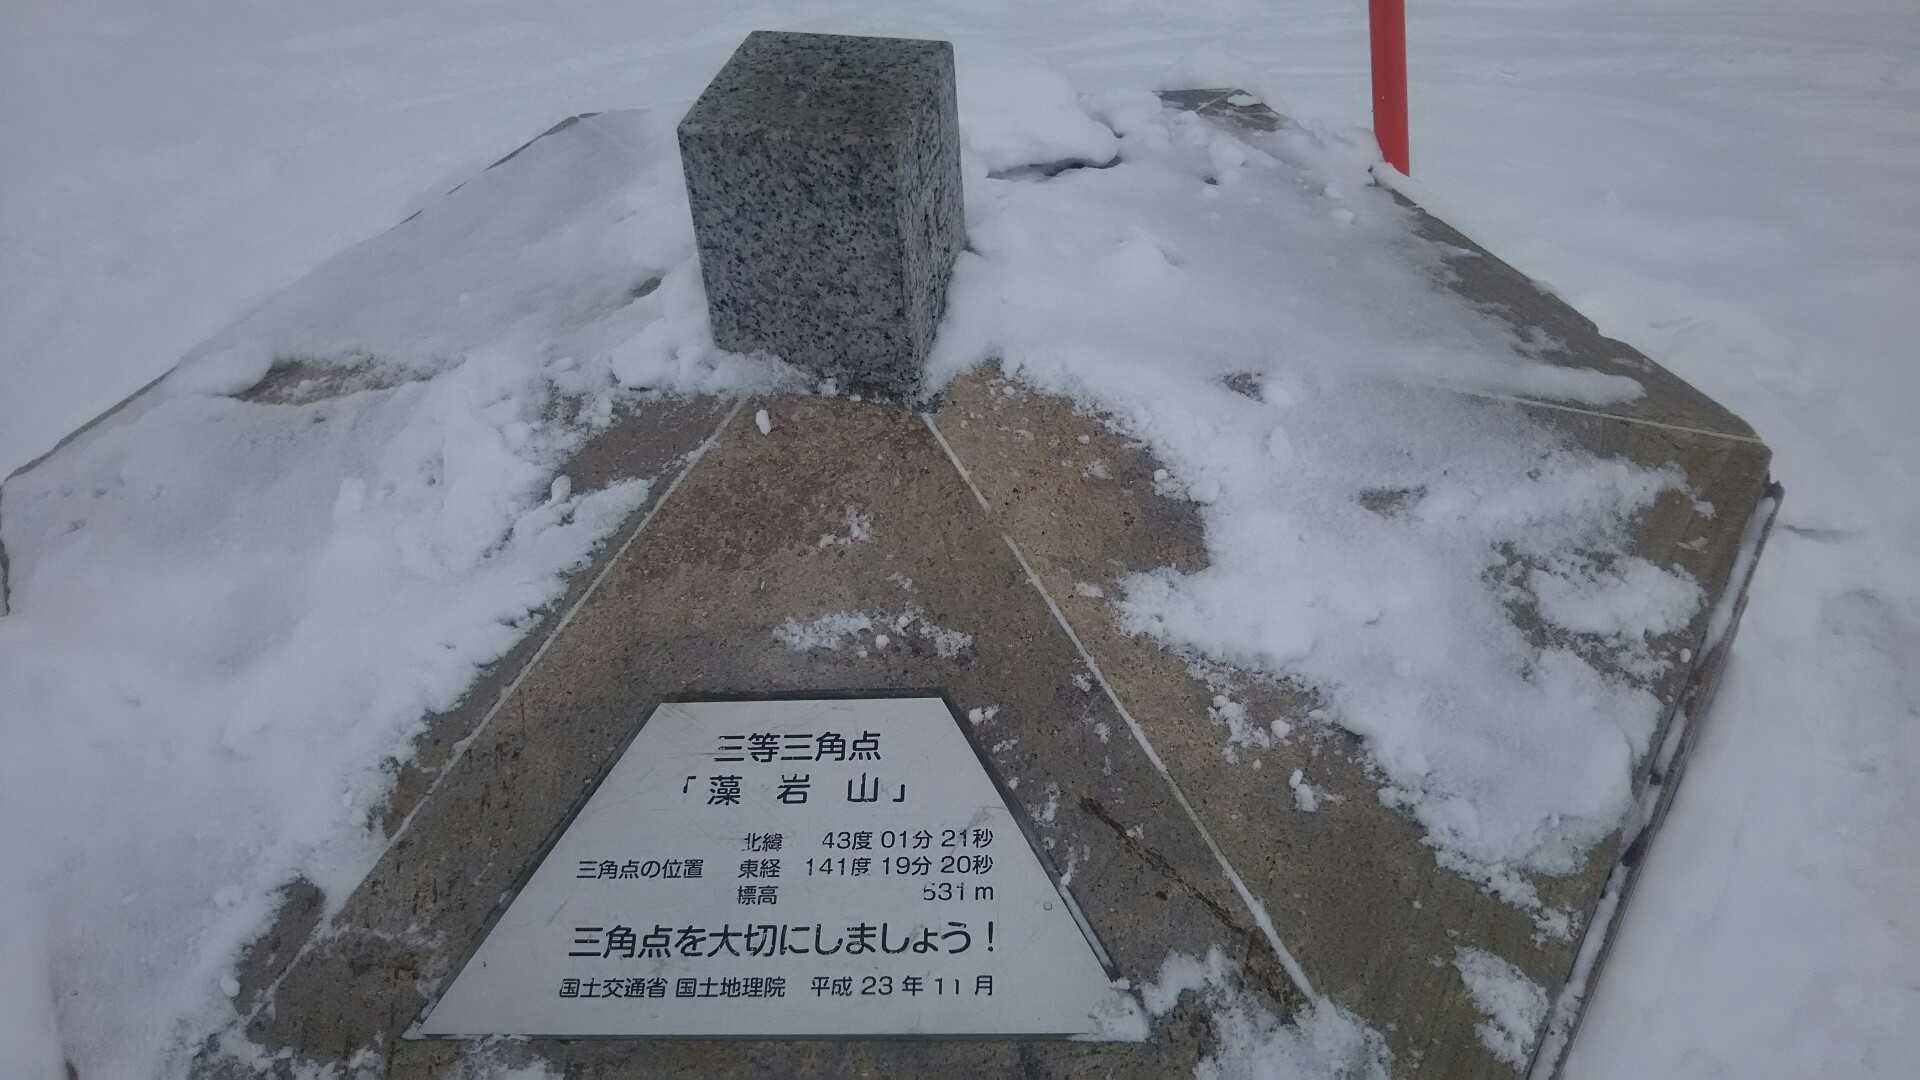 三等三角点
「藻 岩 山」
北緯 43度 01分 21秒
三角点の位置 東経 141度 19分 20秒
標高 531 m
三角点を大切にしましょう!
国土交通省 国土地理院 平成 23 年 11 月